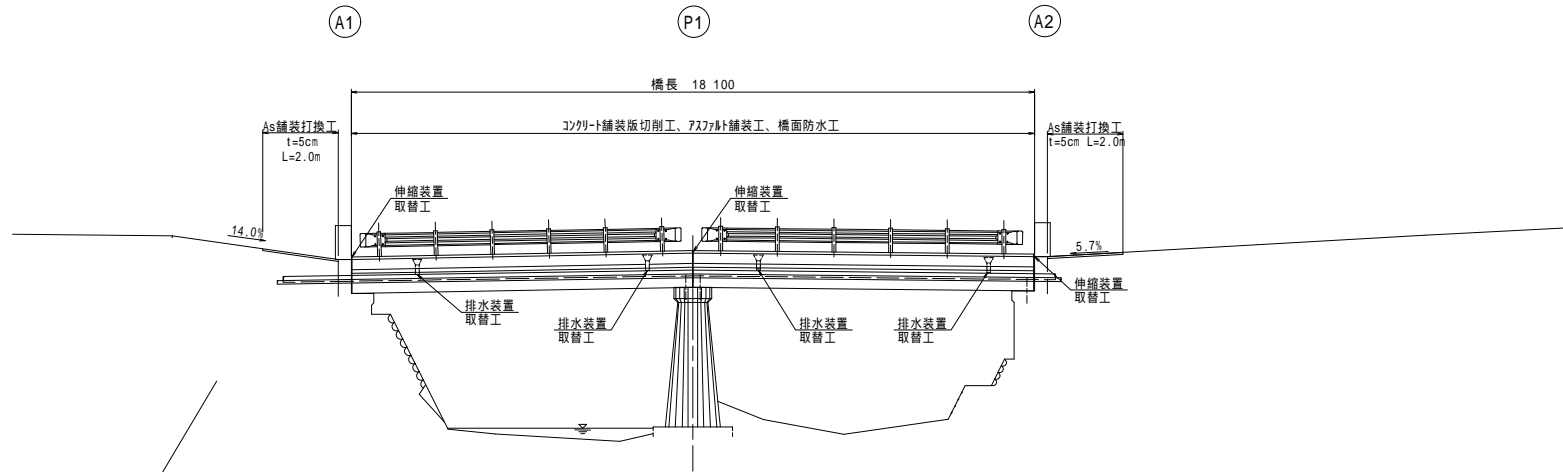 A1
P1
A2
橋長 18 100
コンクリート舗装版切削工、アスファルト舗装工、橋面防水工
As舗装打換工
t=5cm
L=2.0m
As舗装打換工
t=5cm L=2.0m
伸縮装置
取替工
伸縮装置
取替工
14.0%
5.7%
伸縮装置
取替工
排水装置
取替工
排水装置
取替工
排水装置
取替工
排水装置
取替工